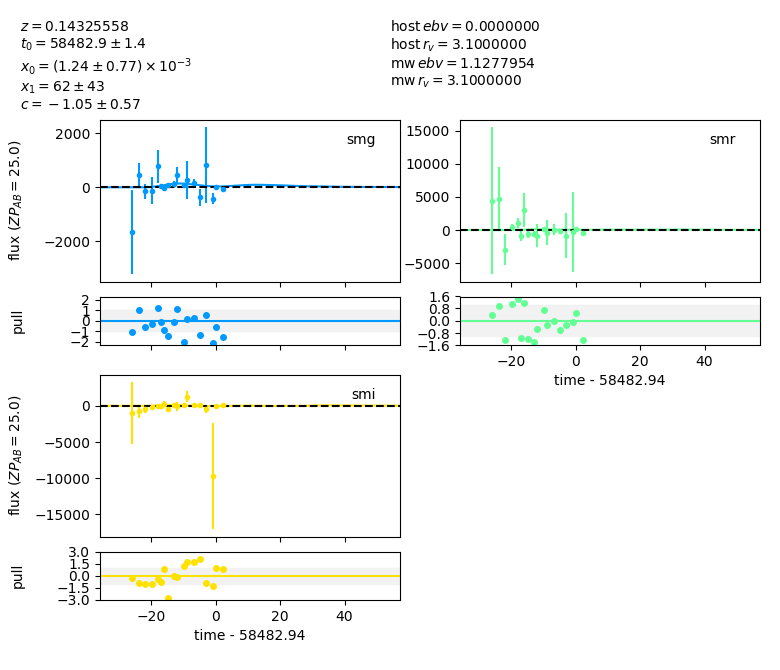 z = 0.14325558
t₀ = 58482.9 ± 1.4
x₀ = (1.24 ± 0.77) × 10⁻³
x₁ = 62 ± 43
c = −1.05 ± 0.57
host ebv = 0.0000000
host r_v = 3.1000000
mw ebv = 1.1277954
mw r_v = 3.1000000
smg
flux (ZP_AB = 25.0)
2000
0
−2000
pull
2
1
0
−1
−2
smr
15000
10000
5000
0
−5000
1.6
0.8
0.0
−0.8
−1.6
−20 0 20 40
time - 58482.94
smi
flux (ZP_AB = 25.0)
0
−5000
−10000
−15000
pull
3.0
1.5
0.0
−1.5
−3.0
−20 0 20 40
time - 58482.94